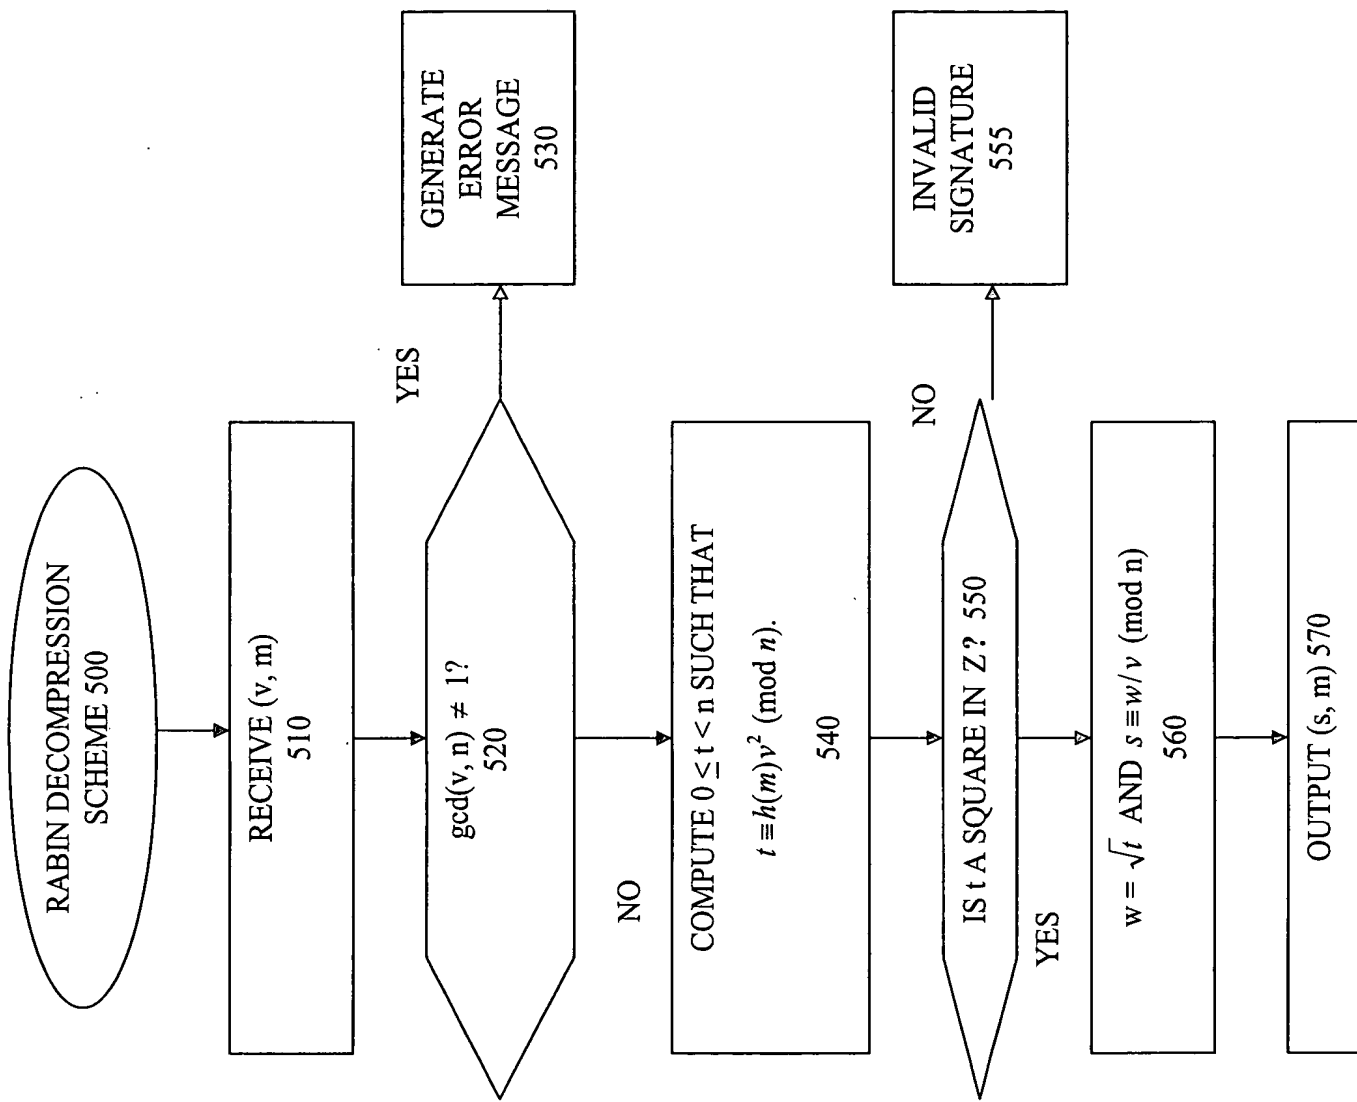 RABIN DECOMPRESSION
SCHEME 500
RECEIVE (v, m)
510
gcd(v, n) ≠ 1?
520
YES
GENERATE
ERROR
MESSAGE
530
NO
COMPUTE 0 ≤ t < n SUCH THAT
t ≡ h(m)v² (mod n).
540
IS t A SQUARE IN Z? 550
NO
INVALID
SIGNATURE
555
YES
w = √t AND s ≡ w/v (mod n)
560
OUTPUT (s, m) 570